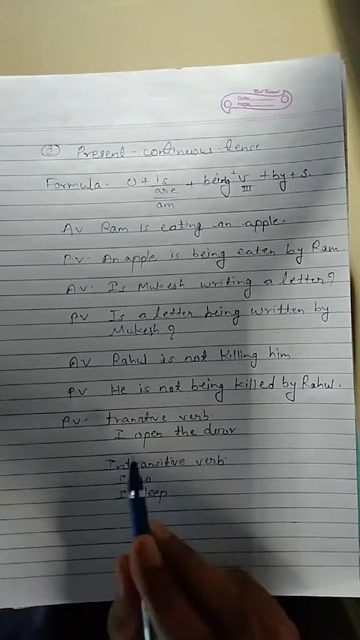 ② Present-continuous tense
Formula- O + is + being + V + by + S.
are III
am
AV Ram is eating an apple.
PV- An apple is being eaten by Ram
AV- Is Mukesh writing a letter?
PV Is a letter being written by
Mukesh?
AV Rahul is not killing him
PV He is not being killed by Rahul.
PV- transitive verb
I open the door
Intransitive verb